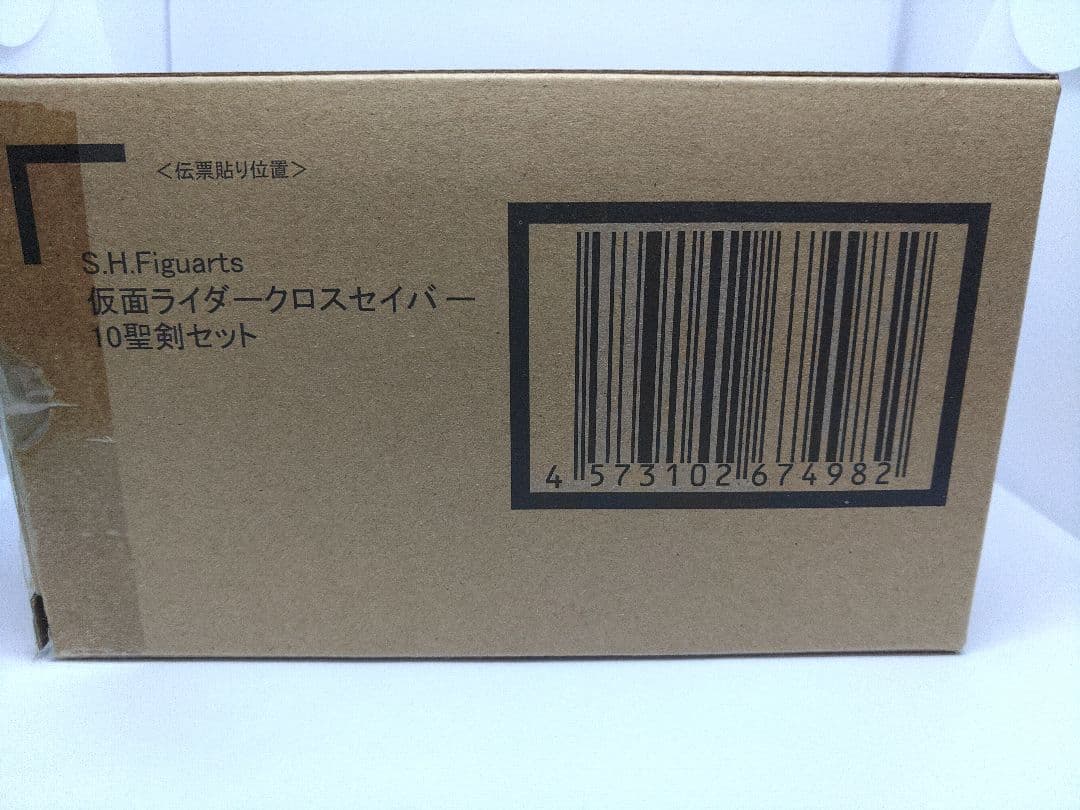 ＜伝票貼り位置＞
S.H.Figuarts
仮面ライダークロスセイバー
10聖剣セット
4 573102 674982